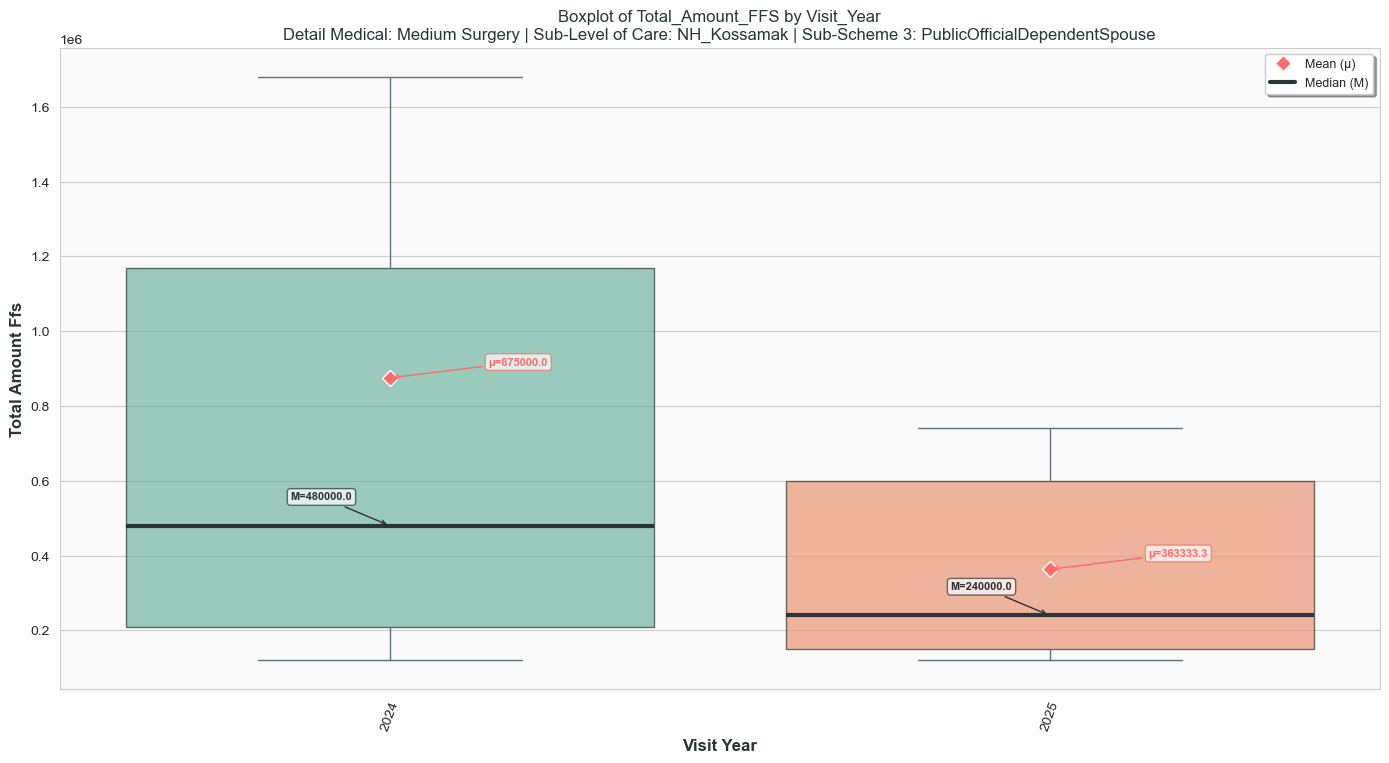 Boxplot of Total_Amount_FFS by Visit_Year
Detail Medical: Medium Surgery | Sub-Level of Care: NH_Kossamak | Sub-Scheme 3: PublicOfficialDependentSpouse
1e6
Mean (μ)
Median (M)
1.6
1.4
1.2
1.0
0.8
0.6
0.4
0.2
Total Amount Ffs
μ=875000.0
M=480000.0
μ=363333.3
M=240000.0
2024
2025
Visit Year